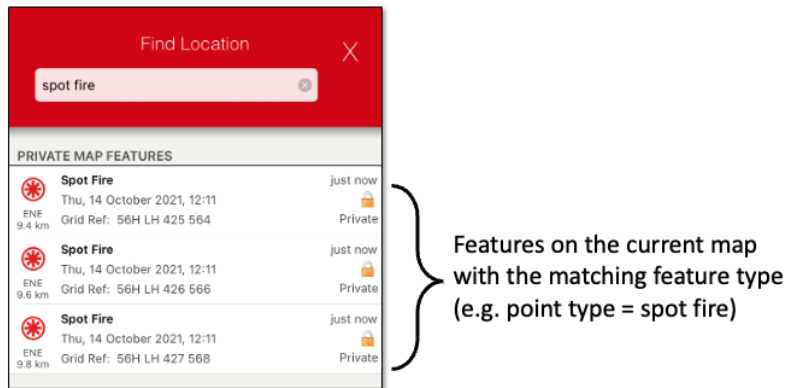 Find Location
X
spot fire
PRIVATE MAP FEATURES
Spot Fire just now
Thu, 14 October 2021, 12:11
ENE Grid Ref: 56H LH 425 564 Private
9.4 km
Spot Fire just now
Thu, 14 October 2021, 12:11
ENE Grid Ref: 56H LH 426 566 Private
9.6 km
Spot Fire just now
Thu, 14 October 2021, 12:11
ENE Grid Ref: 56H LH 427 568 Private
9.8 km
Features on the current map
with the matching feature type
(e.g. point type = spot fire)